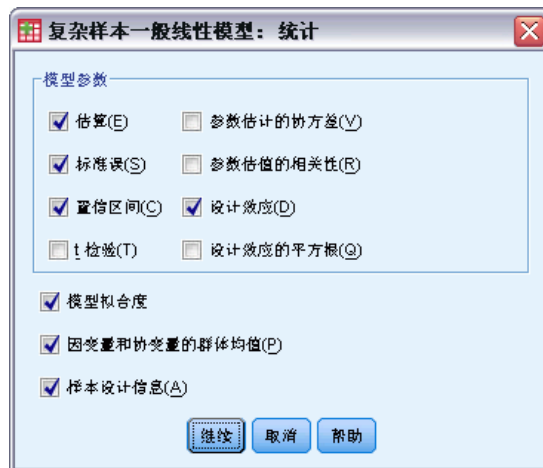 复杂样本一般线性模型：统计
模型参数
估算(E)
参数估计的协方差(V)
标准误(S)
参数估值的相关性(R)
置信区间(C)
设计效应(D)
t 检验(T)
设计效应的平方根(Q)
模型拟合度
因变量和协变量的群体均值(P)
样本设计信息(A)
继续
取消
帮助